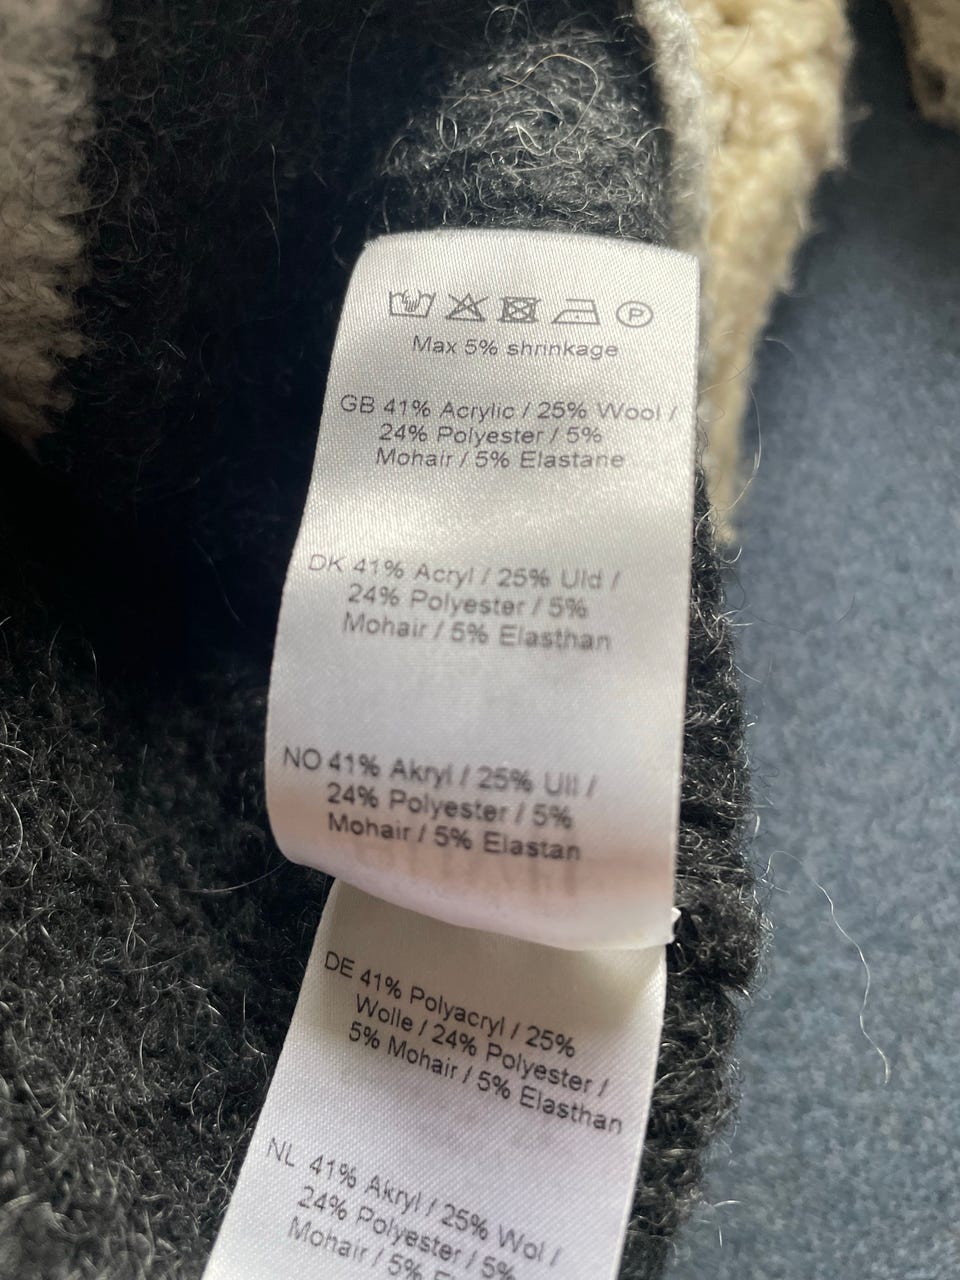 P
Max 5% shrinkage
GB 41% Acrylic / 25% Wool /
24% Polyester / 5%
Mohair / 5% Elastane
DK 41% Acryl / 25% Uld /
24% Polyester / 5%
Mohair / 5% Elasthan
NO 41% Akryl / 25% Ull /
24% Polyester / 5%
Mohair / 5% Elastan
DE 41% Polyacryl / 25%
Wolle / 24% Polyester /
5% Mohair / 5% Elasthan
NL 41% Akryl / 25% Wol /
24% Polyester / 5%
Mohair / 5%